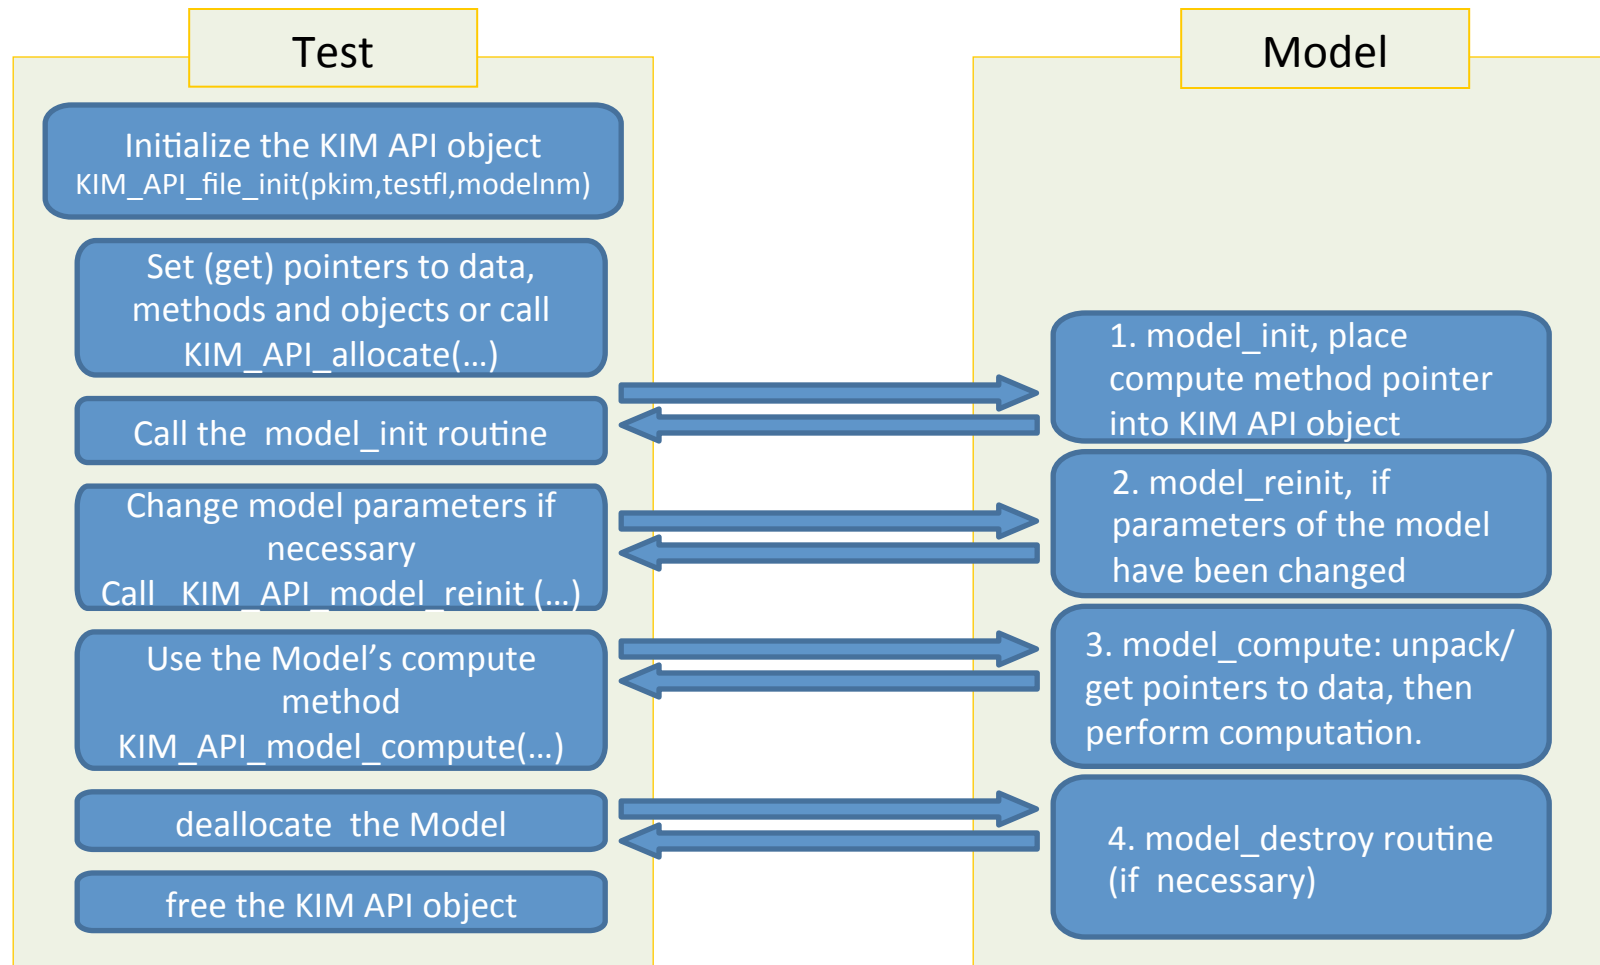 Test
Initialize the KIM API object
KIM_API_file_init(pkim,testfl,modelnm)
Set (get) pointers to data,
methods and objects or call
KIM_API_allocate(…)
Call the  model_init routine
Change model parameters if
necessary
Call   KIM_API_model_reinit (…)
Use the Model’s compute
method
KIM_API_model_compute(…)
deallocate  the Model
free the KIM API object
Model
1. model_init, place
compute method pointer
into KIM API object
2. model_reinit,  if
parameters of the model
have been changed
3. model_compute: unpack/
get pointers to data, then
perform computation.
4. model_destroy routine
(if  necessary)